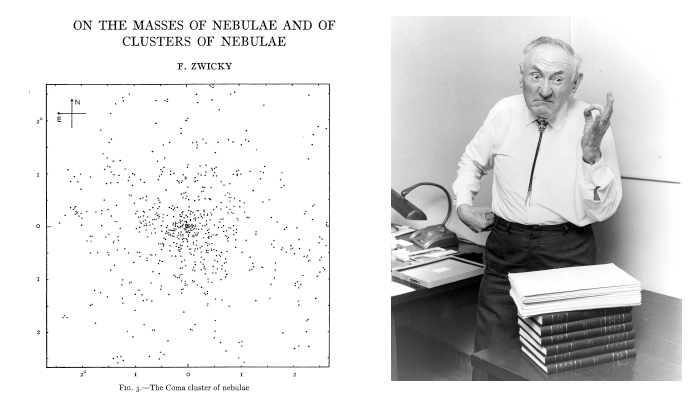 ON THE MASSES OF NEBULAE AND OF
CLUSTERS OF NEBULAE
F. ZWICKY
N
E
2°
1
0
1
2
2°
1
0
1
2
FIG. 3.—The Coma cluster of nebulae